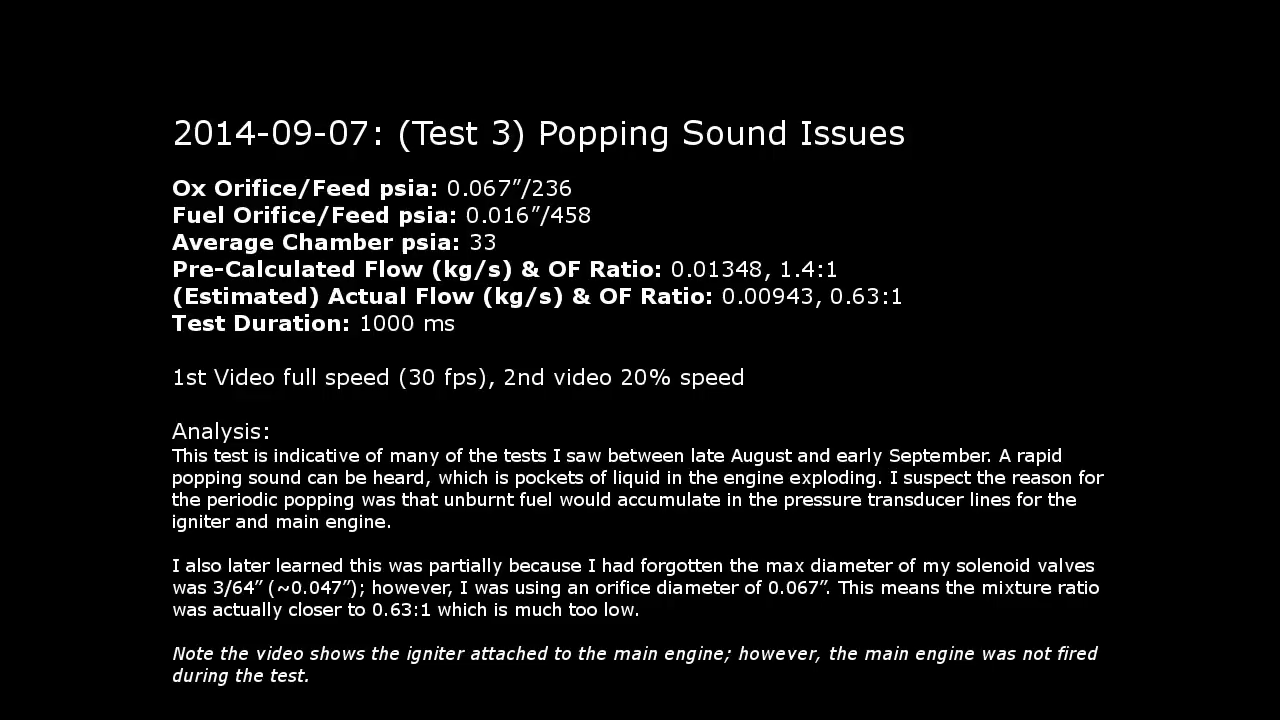 2014-09-07: (Test 3) Popping Sound Issues
Ox Orifice/Feed psia: 0.067”/236
Fuel Orifice/Feed psia: 0.016”/458
Average Chamber psia: 33
Pre-Calculated Flow (kg/s) & OF Ratio: 0.01348, 1.4:1
(Estimated) Actual Flow (kg/s) & OF Ratio: 0.00943, 0.63:1
Test Duration: 1000 ms
1st Video full speed (30 fps), 2nd video 20% speed
Analysis:
This test is indicative of many of the tests I saw between late August and early September. A rapid
popping sound can be heard, which is pockets of liquid in the engine exploding. I suspect the reason for
the periodic popping was that unburnt fuel would accumulate in the pressure transducer lines for the
igniter and main engine.
I also later learned this was partially because I had forgotten the max diameter of my solenoid valves
was 3/64” (~0.047”); however, I was using an orifice diameter of 0.067”. This means the mixture ratio
was actually closer to 0.63:1 which is much too low.
Note the video shows the igniter attached to the main engine; however, the main engine was not fired
during the test.